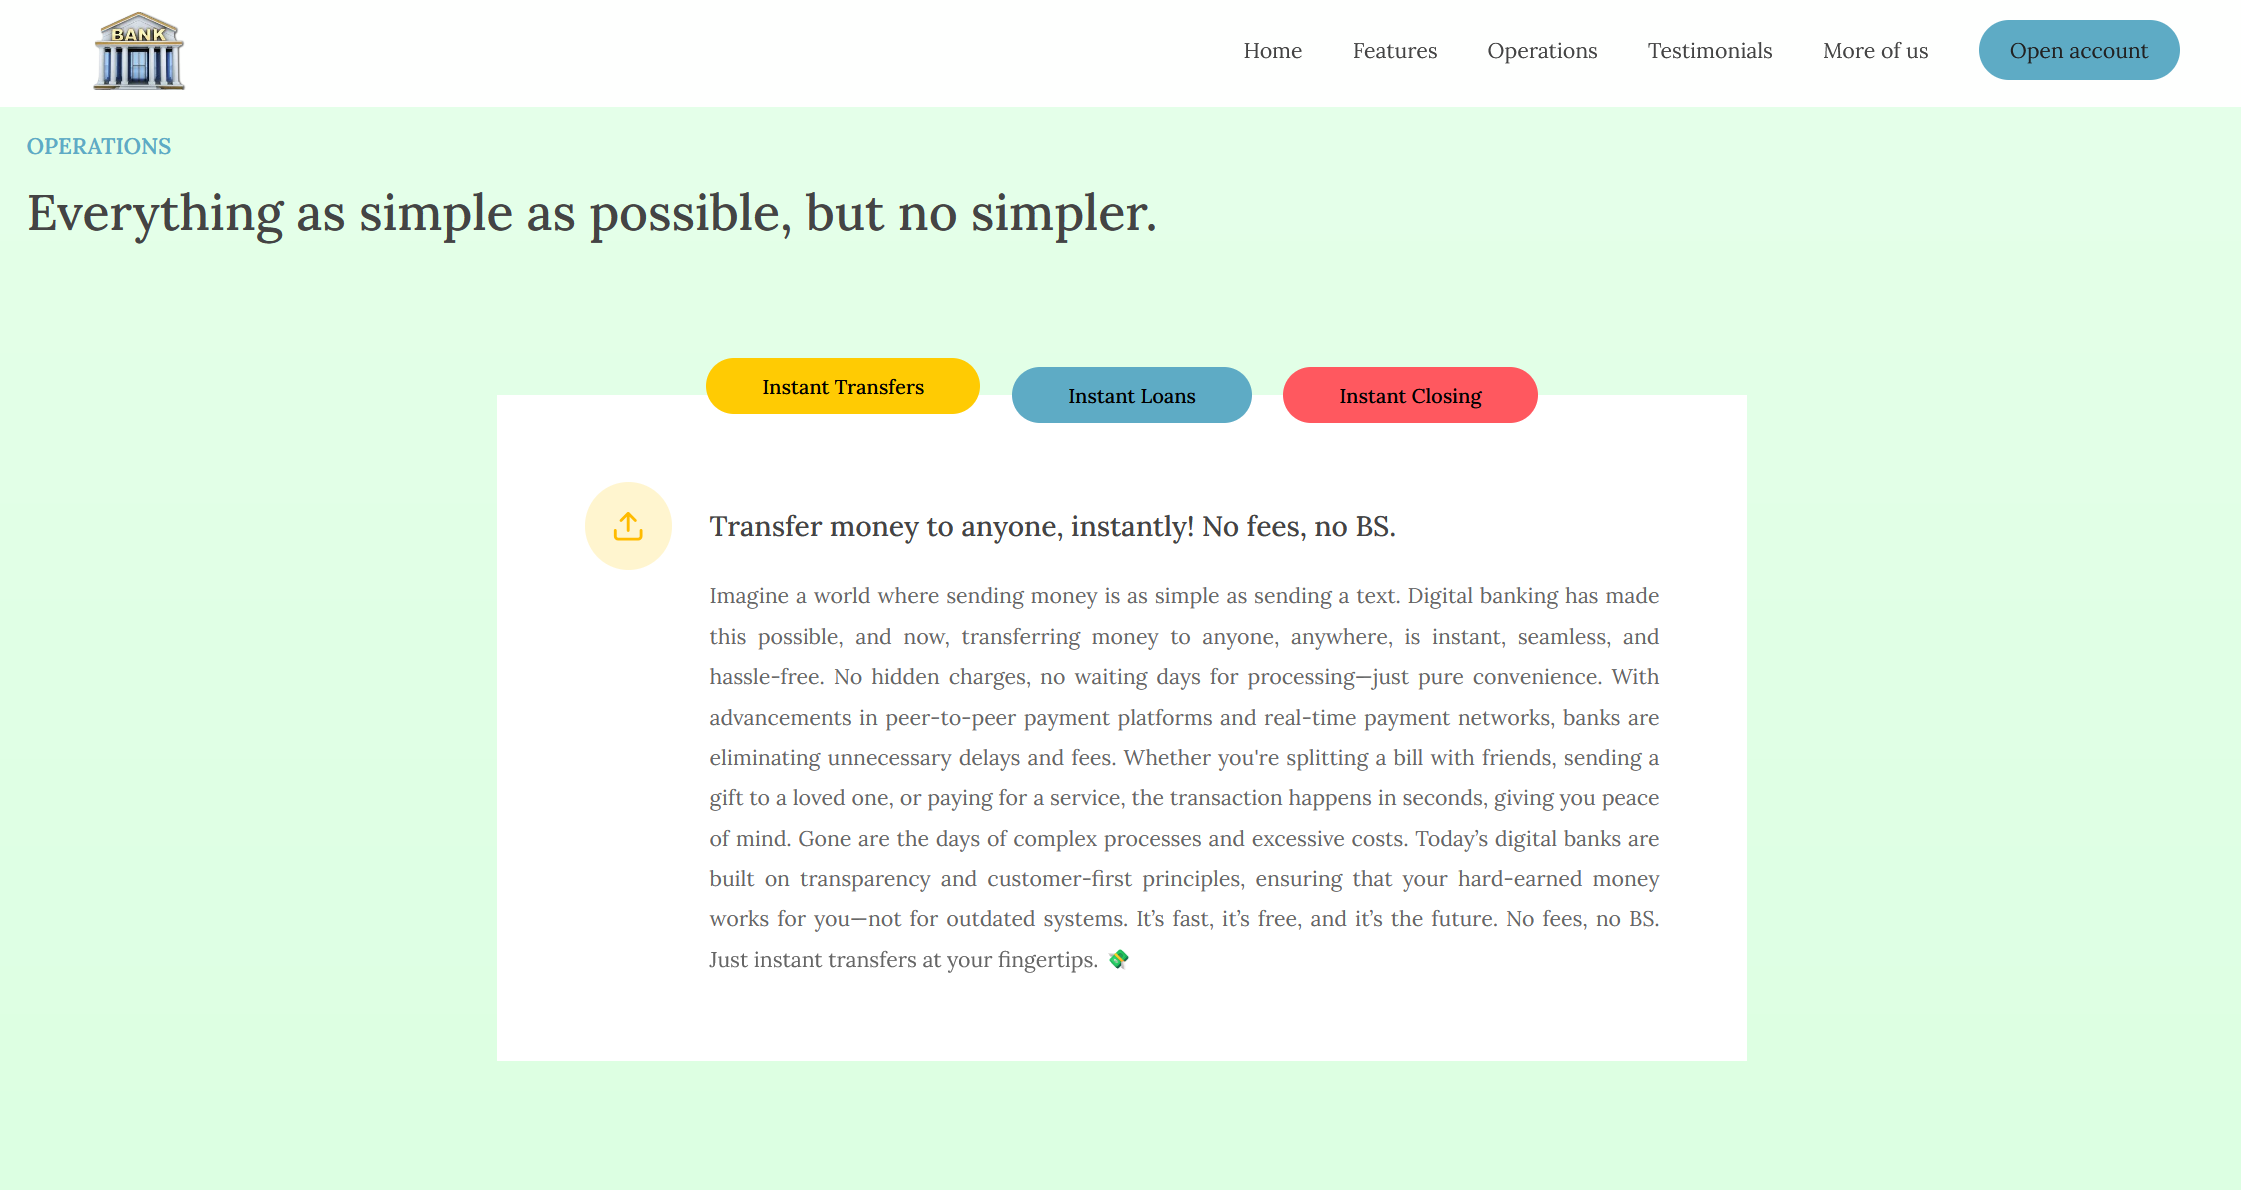 BANK
Home Features Operations Testimonials More of us Open account
OPERATIONS
Everything as simple as possible, but no simpler.
Instant Transfers Instant Loans Instant Closing
Transfer money to anyone, instantly! No fees, no BS.
Imagine a world where sending money is as simple as sending a text. Digital banking has made
this possible, and now, transferring money to anyone, anywhere, is instant, seamless, and
hassle-free. No hidden charges, no waiting days for processing—just pure convenience. With
advancements in peer-to-peer payment platforms and real-time payment networks, banks are
eliminating unnecessary delays and fees. Whether you're splitting a bill with friends, sending a
gift to a loved one, or paying for a service, the transaction happens in seconds, giving you peace
of mind. Gone are the days of complex processes and excessive costs. Today’s digital banks are
built on transparency and customer-first principles, ensuring that your hard-earned money
works for you—not for outdated systems. It’s fast, it’s free, and it’s the future. No fees, no BS.
Just instant transfers at your fingertips. 💸